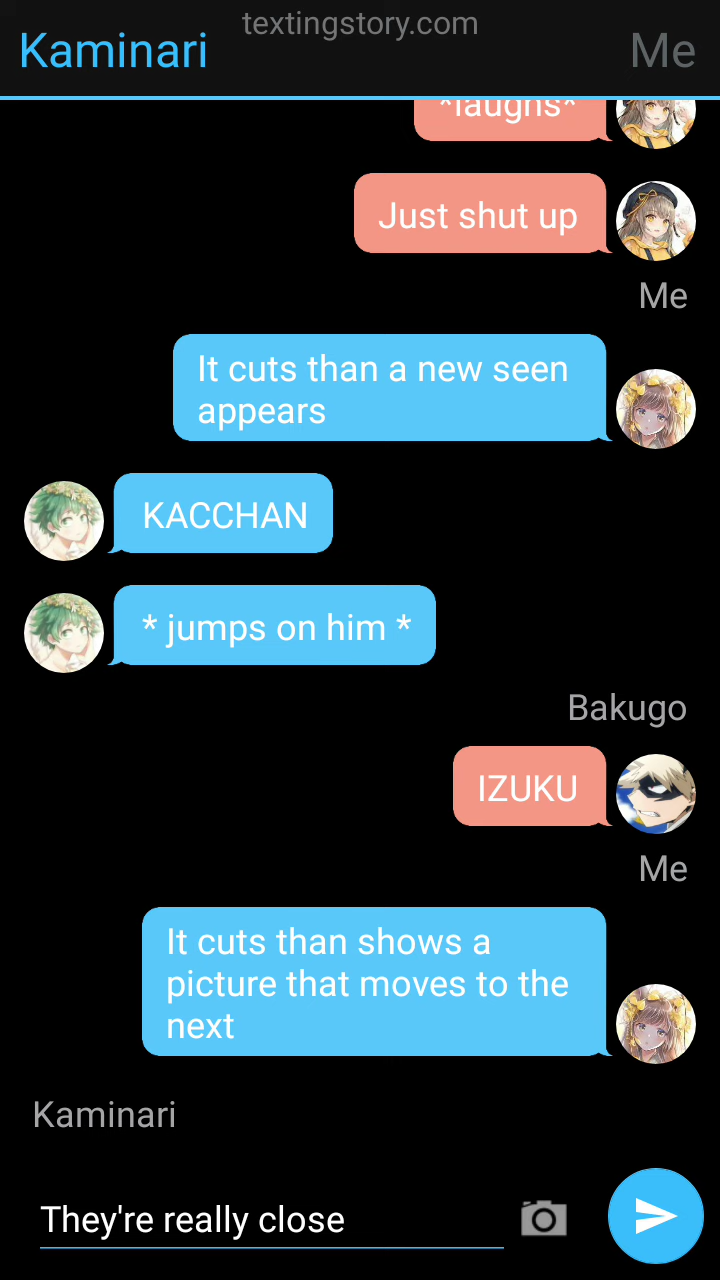 textingstory.com
Kaminari
Me
*laughs*
Just shut up
Me
It cuts than a new seen
appears
KACCHAN
* jumps on him *
Bakugo
IZUKU
Me
It cuts than shows a
picture that moves to the
next
Kaminari
They're really close